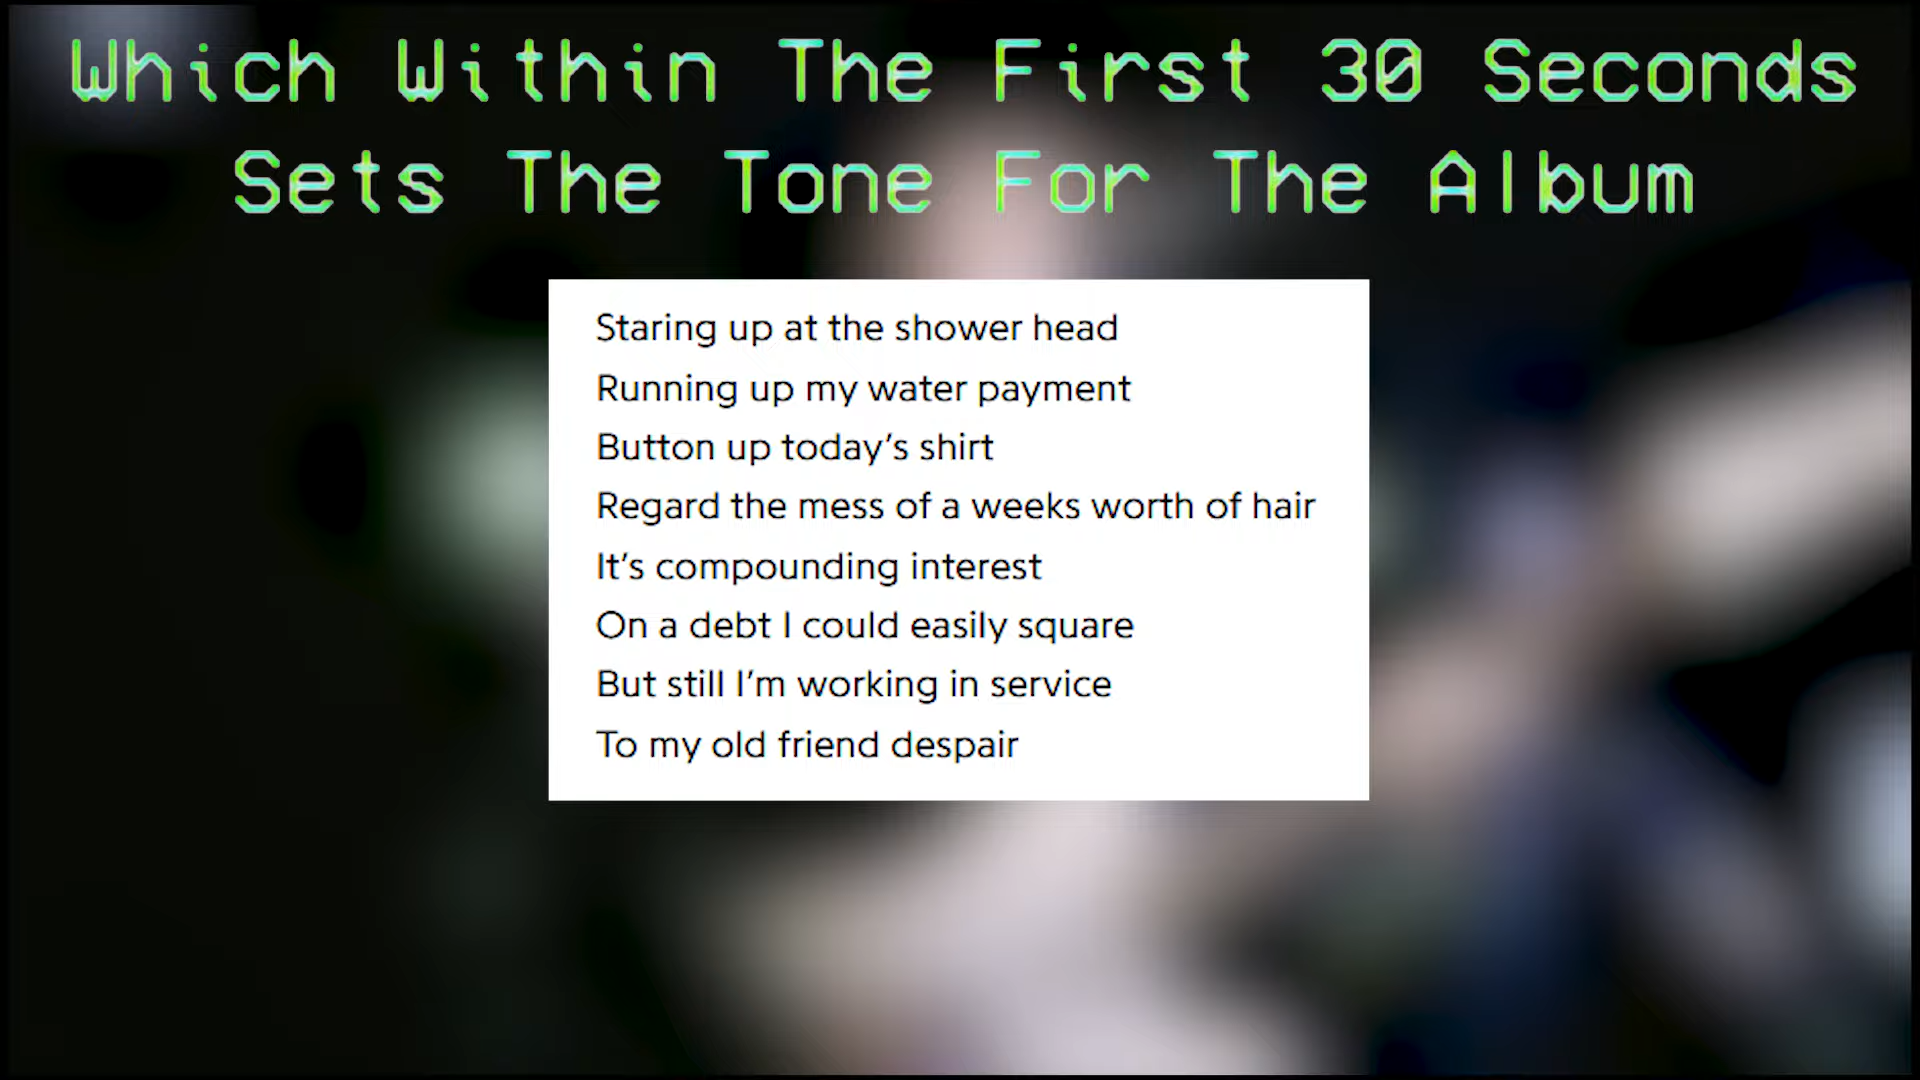 Which Within The First 30 Seconds
Sets The Tone For The Album
Staring up at the shower head
Running up my water payment
Button up today’s shirt
Regard the mess of a weeks worth of hair
It’s compounding interest
On a debt I could easily square
But still I’m working in service
To my old friend despair